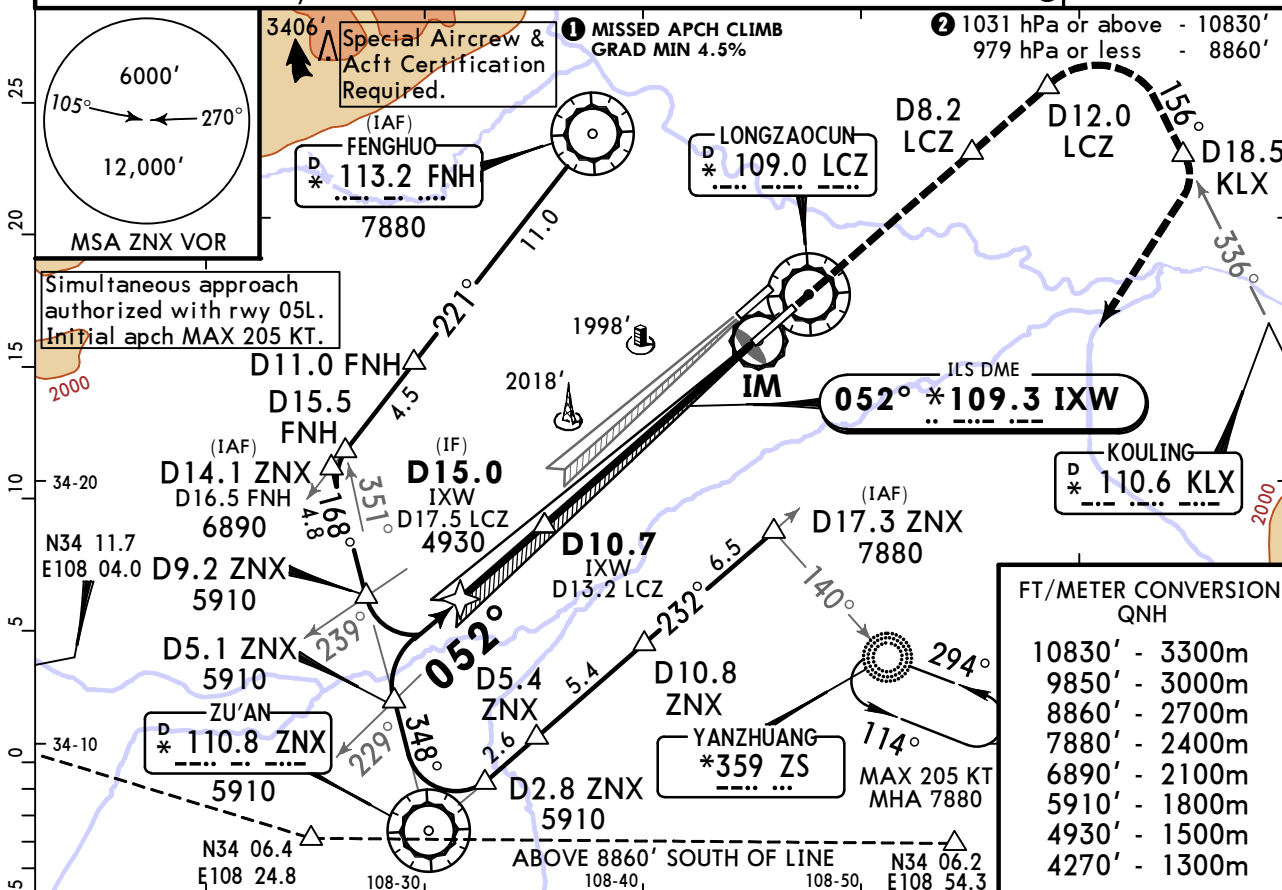 3406'
Special Aircrew &
Acft Certification
Required.
1 MISSED APCH CLIMB
GRAD MIN 4.5%
2 1031 hPa or above - 10830'
979 hPa or less - 8860'
6000'
105°
270°
12,000'
MSA ZNX VOR
(IAF)
FENGHUO
D
* 113.2 FNH
7880
LONGZAOCUN
D
* 109.0 LCZ
D8.2
LCZ
D12.0
LCZ
156°
D18.5
KLX
336°
11.0
221°
Simultaneous approach
authorized with rwy 05L.
Initial apch MAX 205 KT.
2000
D11.0 FNH
4.5
D15.5
FNH
1998'
2018'
IM
ILS DME
052° *109.3 IXW
KOULING
D
* 110.6 KLX
2000
(IAF)
D14.1 ZNX
D16.5 FNH
6890
4.8
168°
351°
(IF)
D15.0
IXW
D17.5 LCZ
4930
D10.7
IXW
D13.2 LCZ
(IAF)
D17.3 ZNX
7880
6.5
232°
140°
34-20
N34 11.7
E108 04.0
D9.2 ZNX
5910
239°
D5.1 ZNX
5910
229°
052°
348°
D5.4
ZNX
5.4
D10.8
ZNX
2.6
D2.8 ZNX
5910
34-10
ZU'AN
D
* 110.8 ZNX
5910
YANZHUANG
*359 ZS
294°
114°
MAX 205 KT
MHA 7880
FT/METER CONVERSION
QNH
10830' - 3300m
9850' - 3000m
8860' - 2700m
7880' - 2400m
6890' - 2100m
5910' - 1800m
4930' - 1500m
4270' - 1300m
N34 06.4
E108 24.8
ABOVE 8860' SOUTH OF LINE
N34 06.2
E108 54.3
108-30
108-40
108-50
25
20
15
10
5
0
5